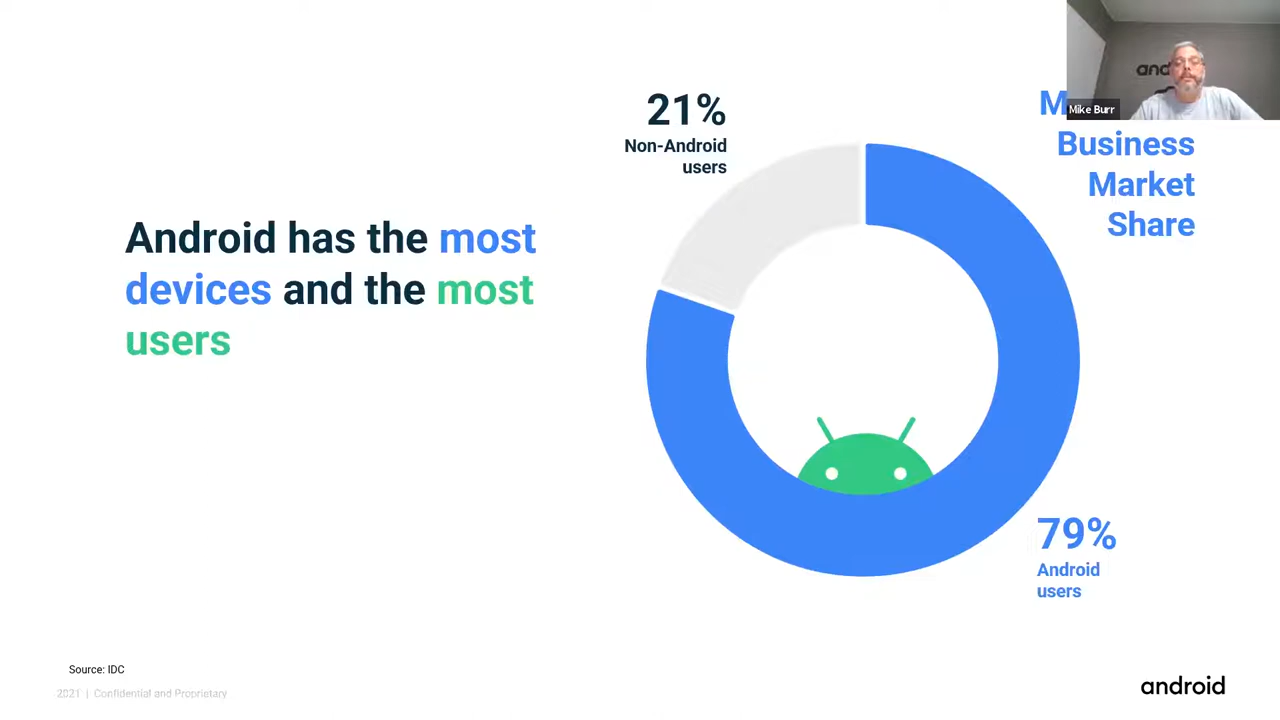 Android has the most
devices and the most
users
21%
Non-Android
users
Mike Burr
Business
Market
Share
79%
Android
users
Source: IDC
2021 | Confidential and Proprietary
android